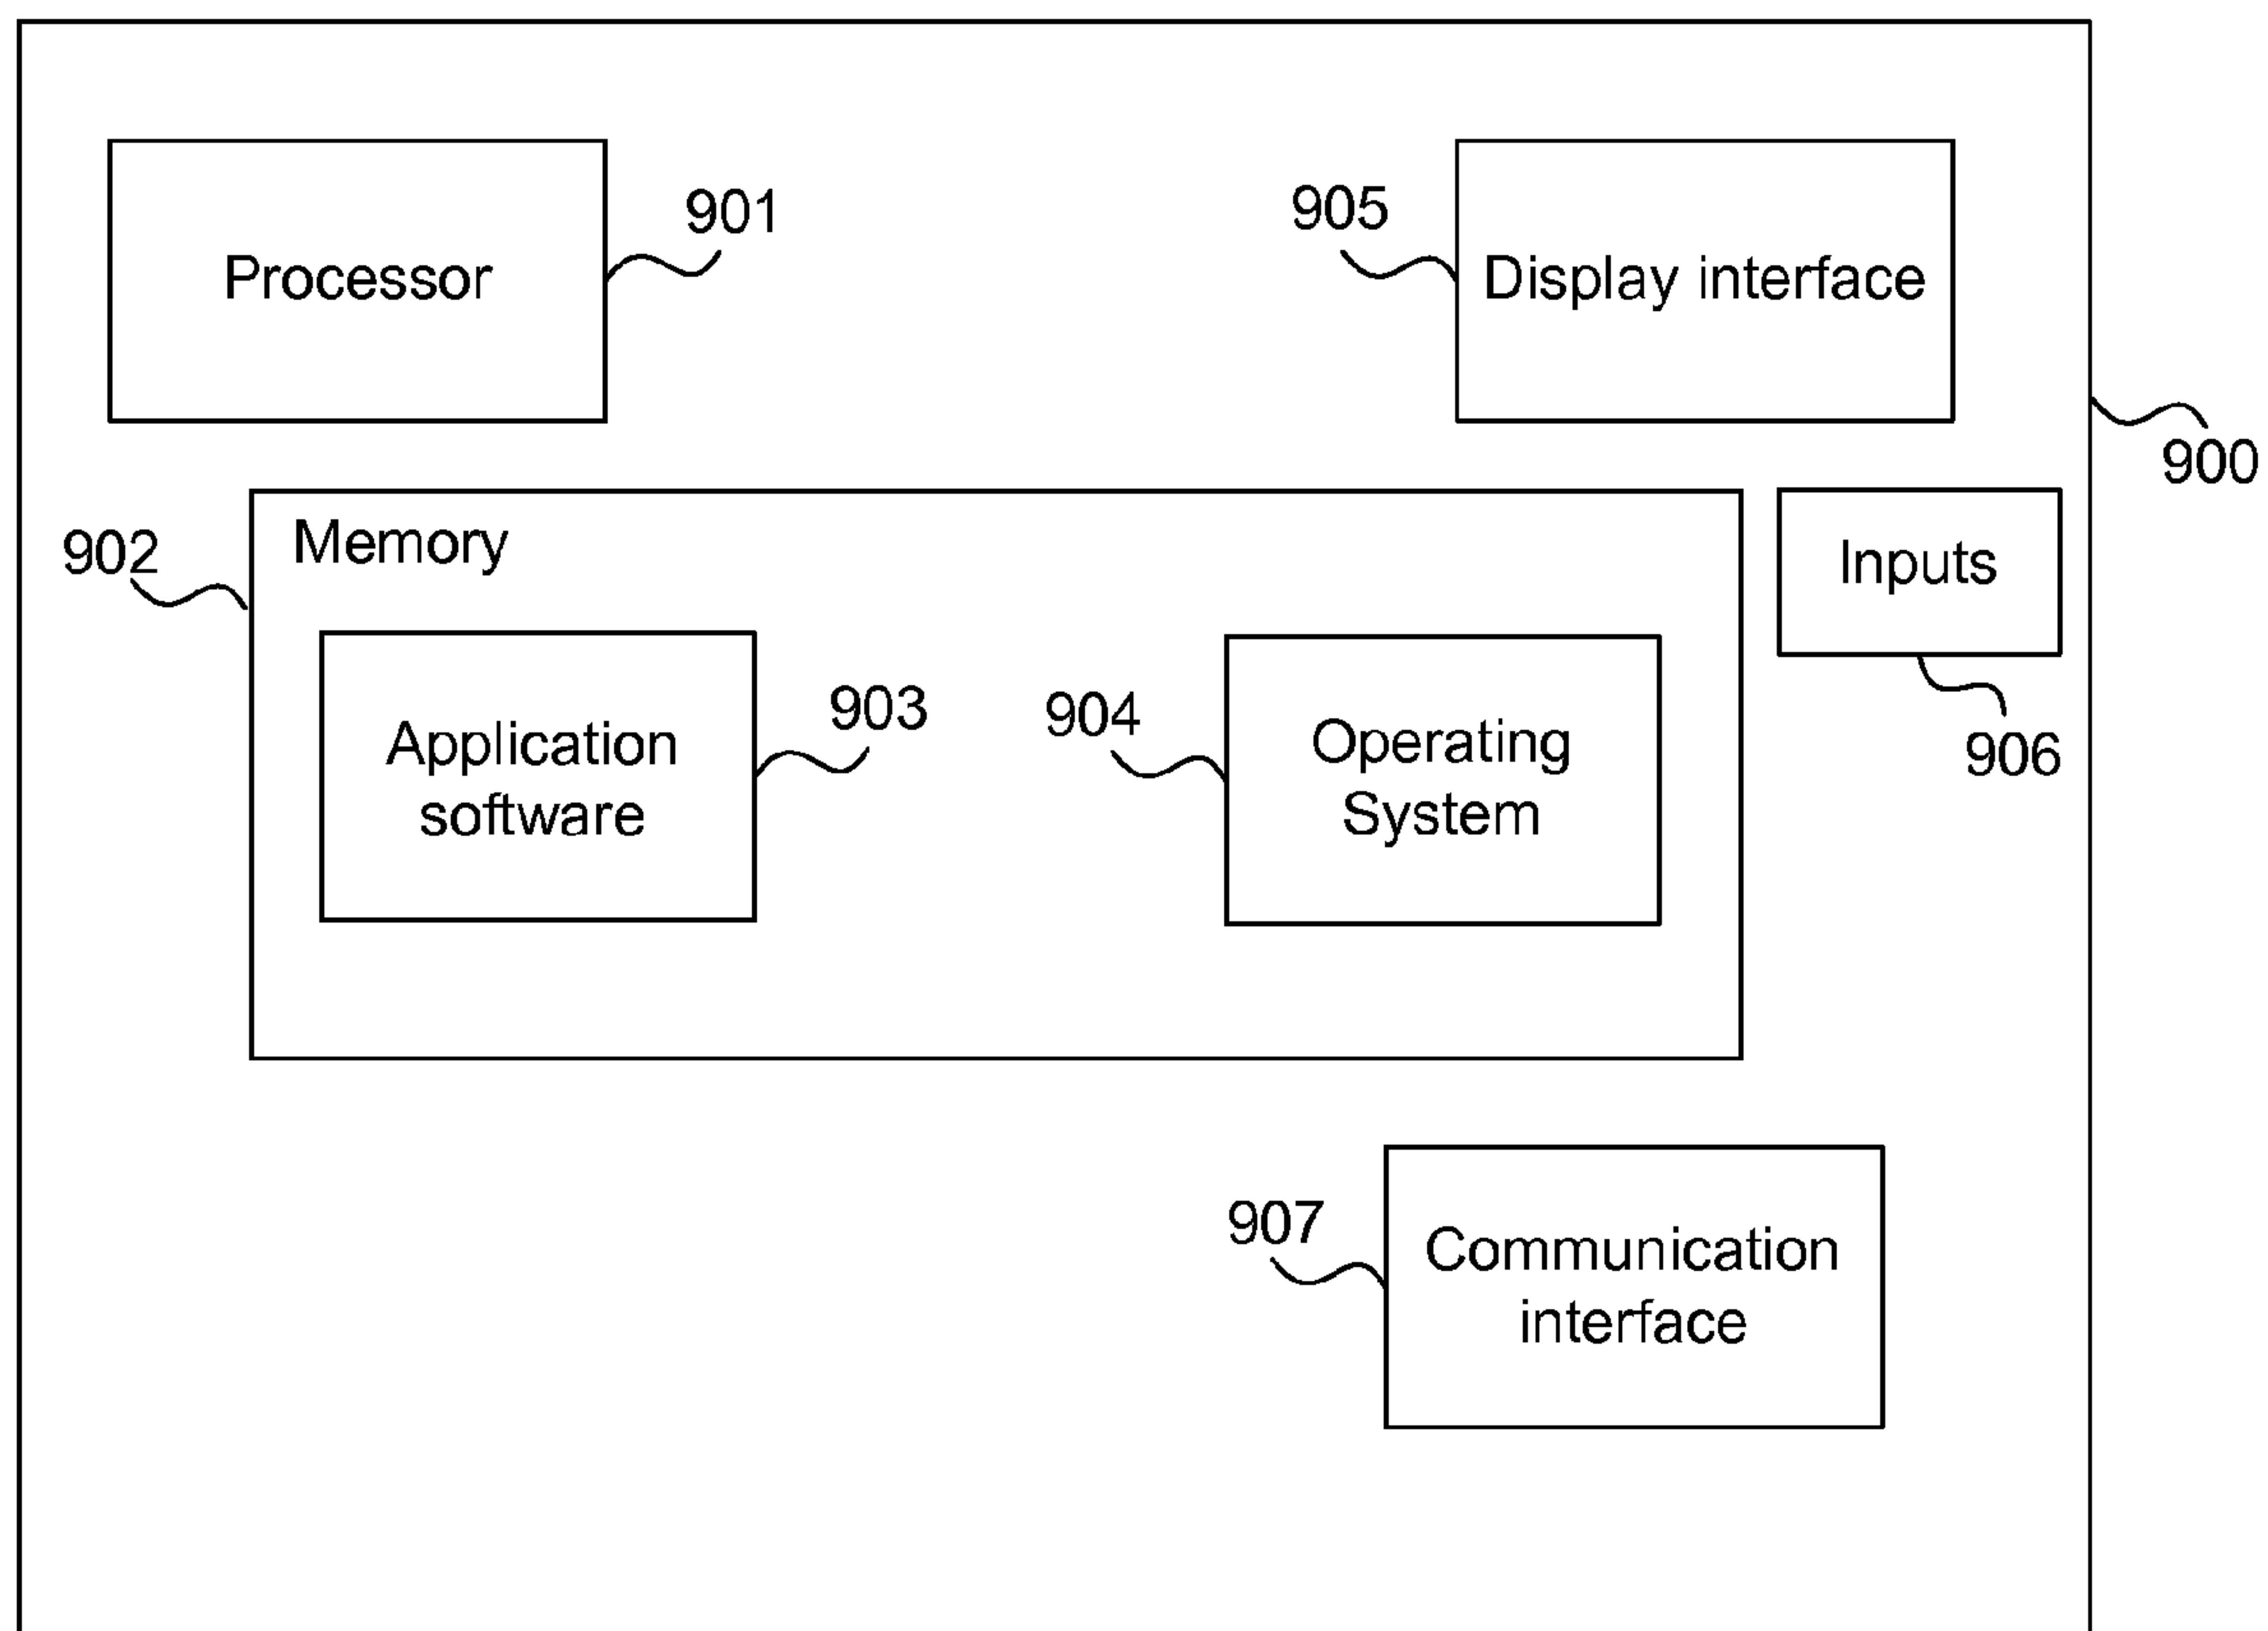 901
905
Processor
Display interface
900
902
Memory
Inputs
903
904
Application
software
Operating
System
906
907
Communication
interface